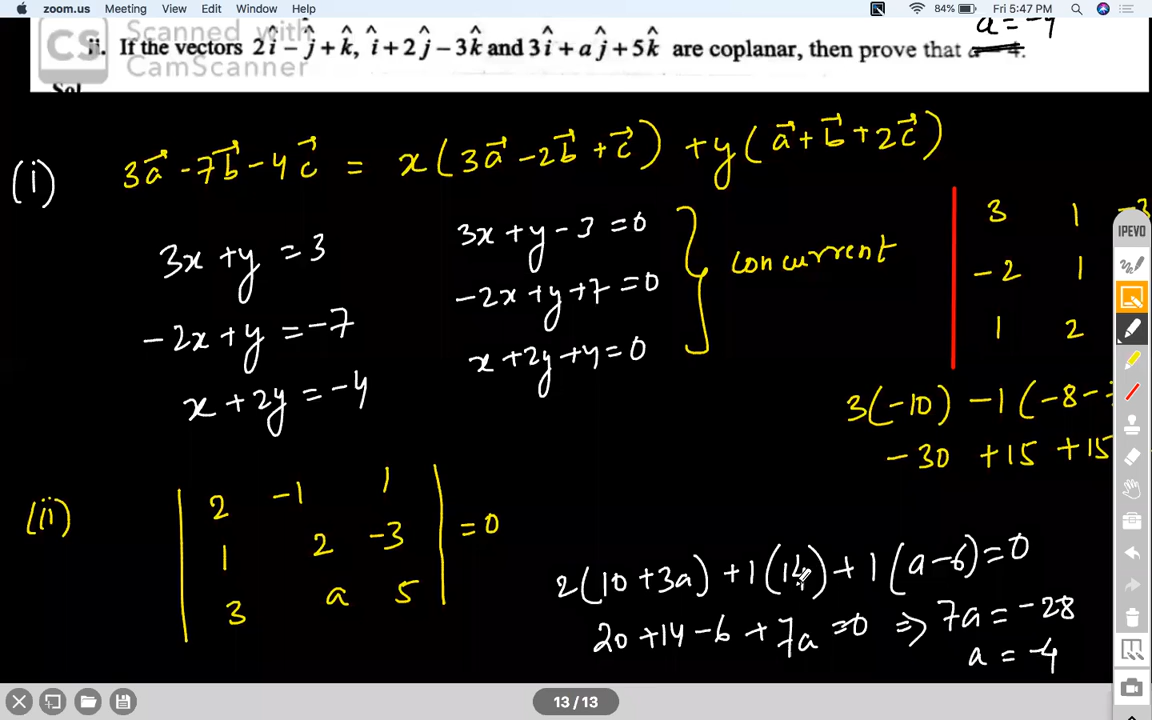 zoom.us Meeting View Edit Window Help 84% Fri 5:47 PM
a = -4
CS Scanned with CamScanner
ii. If the vectors 2î − ĵ + k̂, î + 2ĵ − 3k̂ and 3î + a ĵ + 5k̂ are coplanar, then prove that
Sol
(i) 3a⃗ - 7b⃗ - 4c⃗ = x(3a⃗ - 2b⃗ + c⃗) + y(a⃗ + b⃗ + 2c⃗)
3x + y = 3
-2x + y = -7
x + 2y = -4
3x + y - 3 = 0
-2x + y + 7 = 0
x + 2y + 4 = 0
concurrent
3 1 -3
-2 1
1 2
3(-10) -1(-8-
-30 +15 +15
IPEVO
(ii)
2 -1 1
1 2 -3 = 0
3 a 5
2(10 + 3a) + 1(14) + 1(a - 6) = 0
20 + 14 - 6 + 7a = 0 ⇒ 7a = -28
a = -4
13 / 13